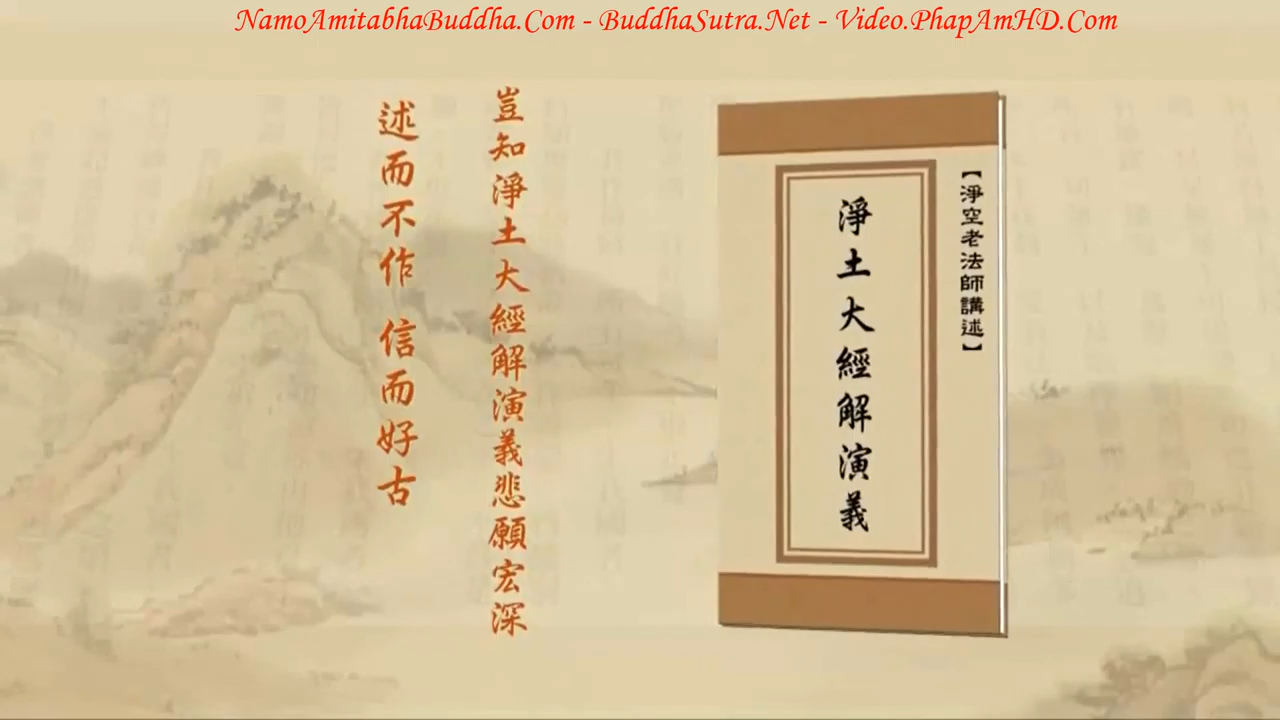 NamoAmitabhaBuddha.Com - BuddhaSutra.Net - Video.PhapAmHD.Com
【淨空老法師講述】
淨土大經解演義
豈知淨土大經解演義悲願宏深
述而不作 信而好古